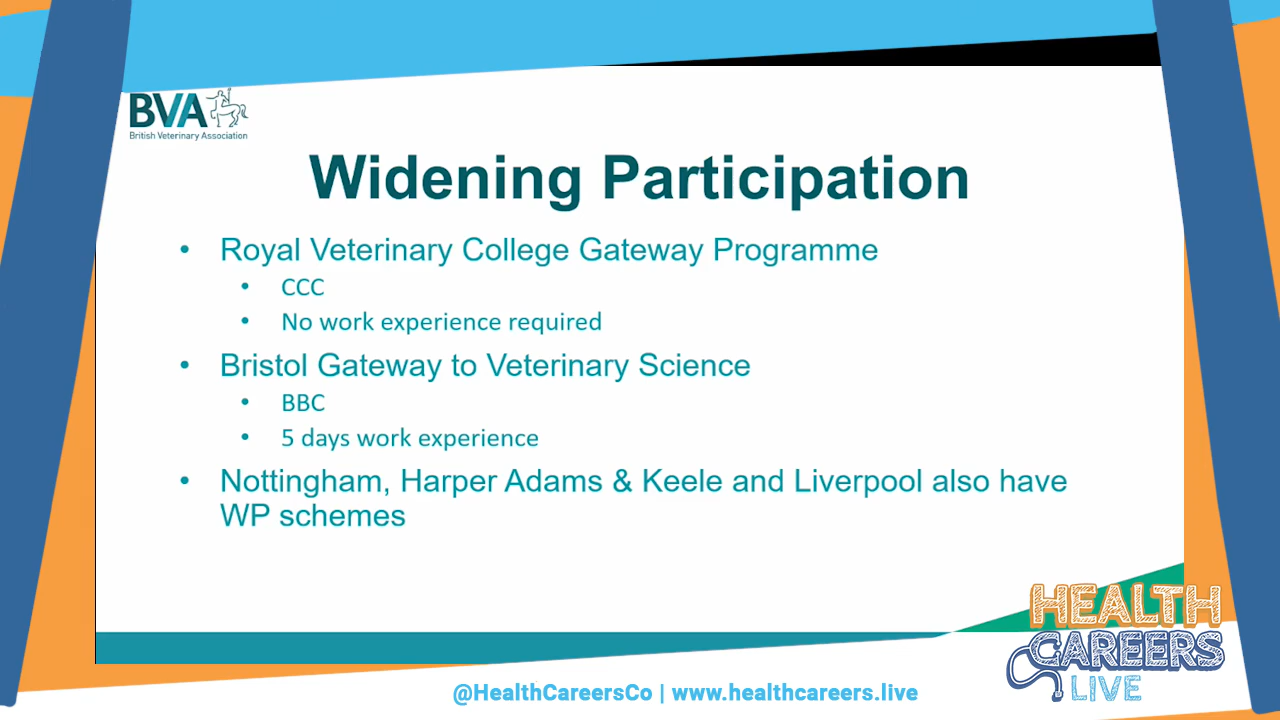 BVA
British Veterinary Association
Widening Participation
• Royal Veterinary College Gateway Programme
• CCC
• No work experience required
• Bristol Gateway to Veterinary Science
• BBC
• 5 days work experience
• Nottingham, Harper Adams & Keele and Liverpool also have
WP schemes
HEALTH
CAREERS
LIVE
@HealthCareersCo | www.healthcareers.live